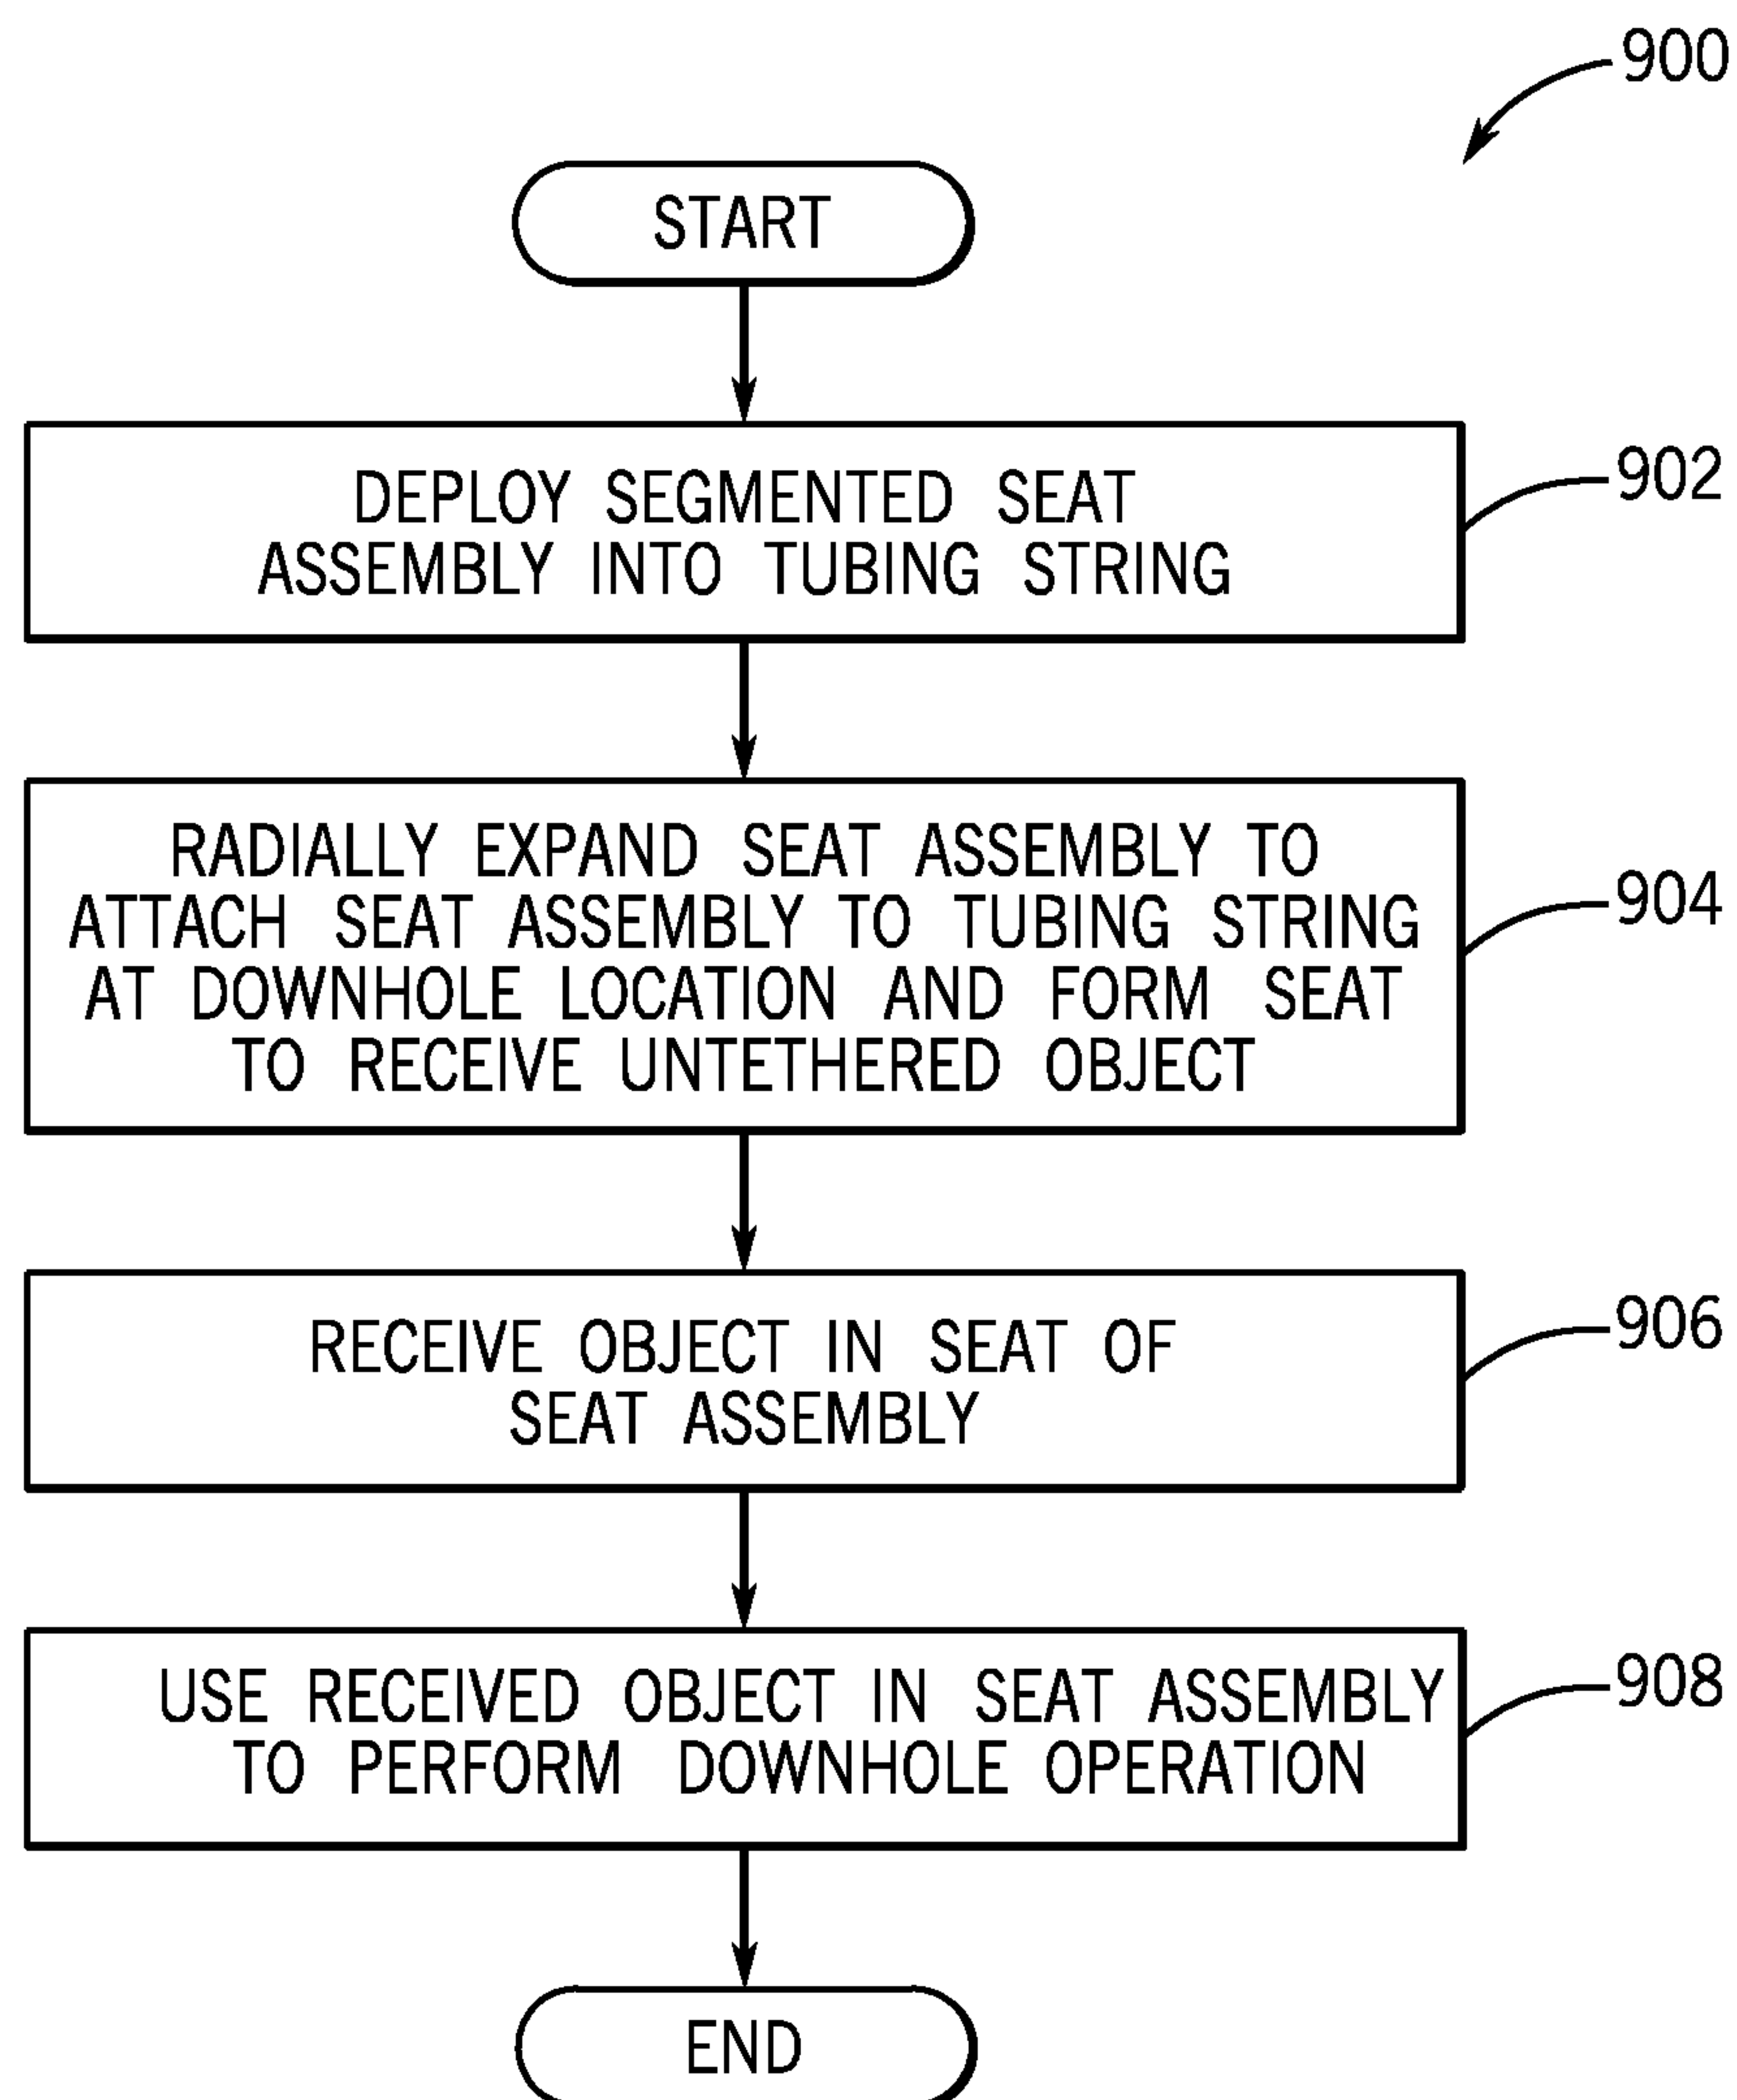 900
START
DEPLOY SEGMENTED SEAT
ASSEMBLY INTO TUBING STRING
902
RADIALLY EXPAND SEAT ASSEMBLY TO
ATTACH SEAT ASSEMBLY TO TUBING STRING
AT DOWNHOLE LOCATION AND FORM SEAT
TO RECEIVE UNTETHERED OBJECT
904
RECEIVE OBJECT IN SEAT OF
SEAT ASSEMBLY
906
USE RECEIVED OBJECT IN SEAT ASSEMBLY
TO PERFORM DOWNHOLE OPERATION
908
END